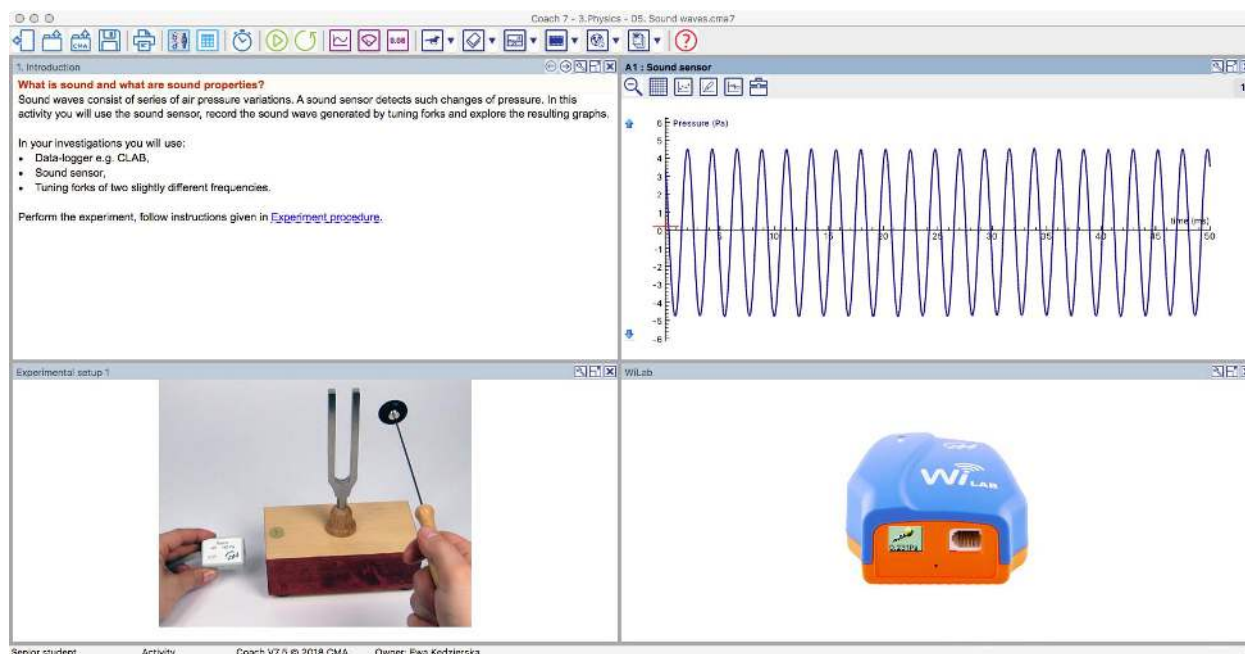 Coach 7 - 3.Physics - 05. Sound waves.cma7
CMA
0.00
1. Introduction
What is sound and what are sound properties?
Sound waves consist of series of air pressure variations. A sound sensor detects such changes of pressure. In this
activity you will use the sound sensor, record the sound wave generated by tuning forks and explore the resulting graphs.
In your investigations you will use:
• Data-logger e.g. CLAB,
• Sound sensor,
• Tuning forks of two slightly different frequencies.
Perform the experiment, follow instructions given in Experiment procedure.
A1 : Sound sensor
1
Pressure (Pa)
6
5
4
3
2
1
0
-1
-2
-3
-4
-5
-6
time (ms)
5 10 15 20 25 30 35 40 45 50
Experimental setup 1
WiLab
Wi LAB
Senior student Activity Coach V7.5 © 2018 CMA Owner: Ewa Kedzierska